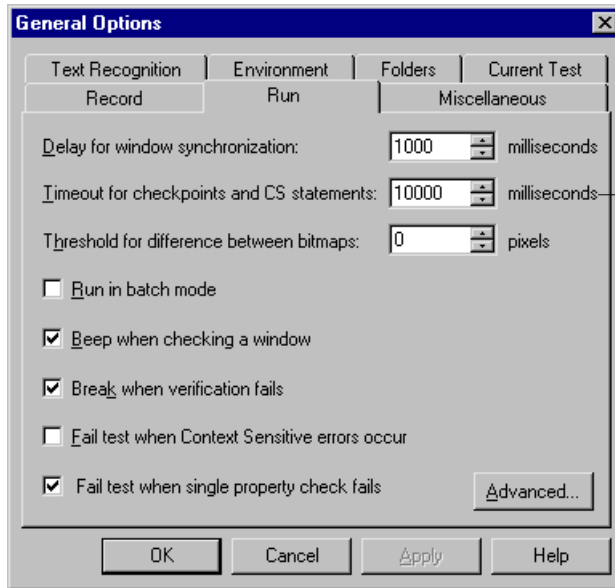 General Options
Text Recognition Environment Folders Current Test
Record Run Miscellaneous
Delay for window synchronization: 1000 milliseconds
Timeout for checkpoints and CS statements: 10000 milliseconds
Threshold for difference between bitmaps: 0 pixels
Run in batch mode
Beep when checking a window
Break when verification fails
Fail test when Context Sensitive errors occur
Fail test when single property check fails
Advanced...
OK Cancel Apply Help